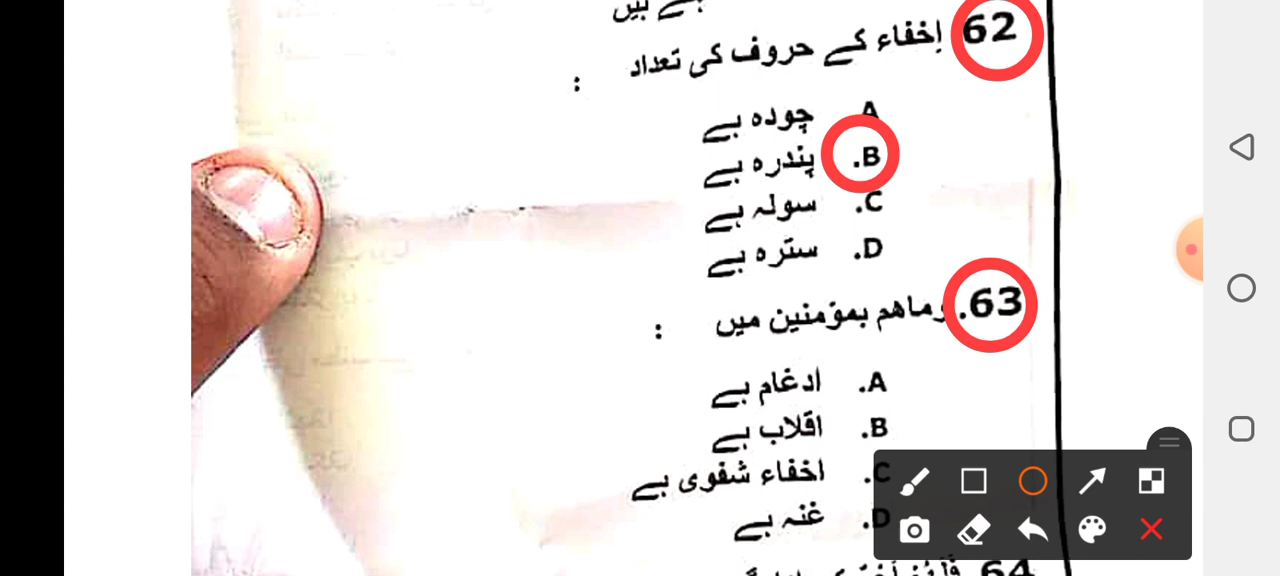 62 اِخفاء کے حروف کی تعداد :
A چودہ ہے
B. پندرہ ہے
C. سولہ ہے
D. سترہ ہے
63. وماهم بمؤمنین میں :
A. ادغام ہے
B. اقلاب ہے
C. اخفاء شفوی ہے
D. غنہ ہے
64